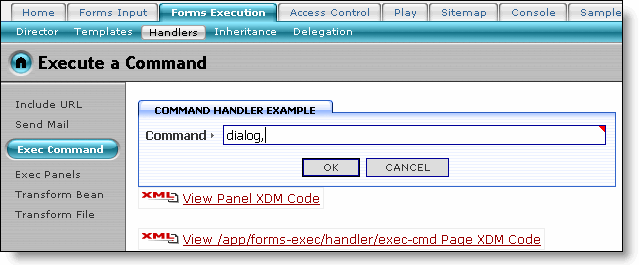 Home Forms Input Forms Execution Access Control Play Sitemap Console Sample
Director Templates Handlers Inheritance Delegation
Execute a Command
Include URL
Send Mail
Exec Command
Exec Panels
Transform Bean
Transform File
COMMAND HANDLER EXAMPLE
Command dialog,
OK CANCEL
XML View Panel XDM Code
XML View /app/forms-exec/handler/exec-cmd Page XDM Code